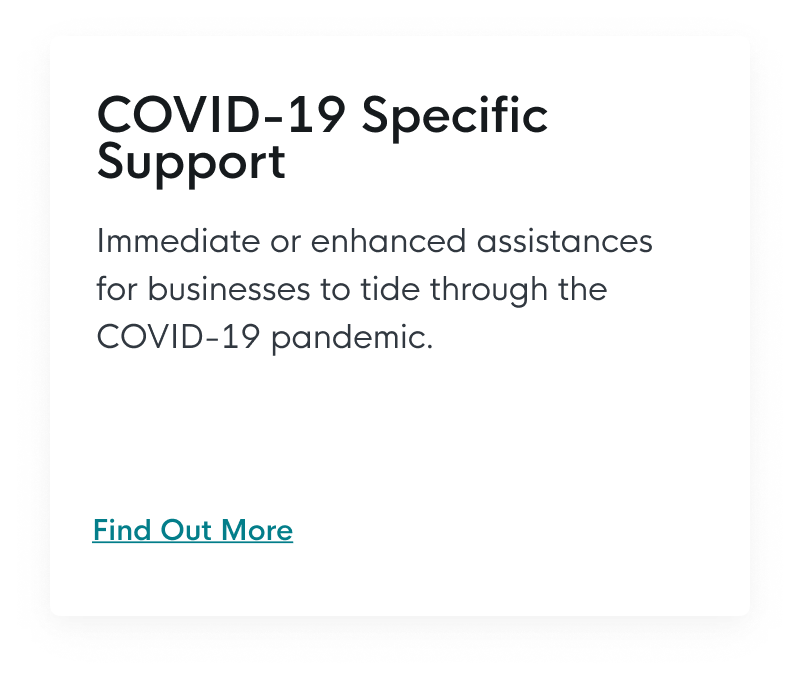 COVID-19 Specific
Support
Immediate or enhanced assistances
for businesses to tide through the
COVID-19 pandemic.
Find Out More